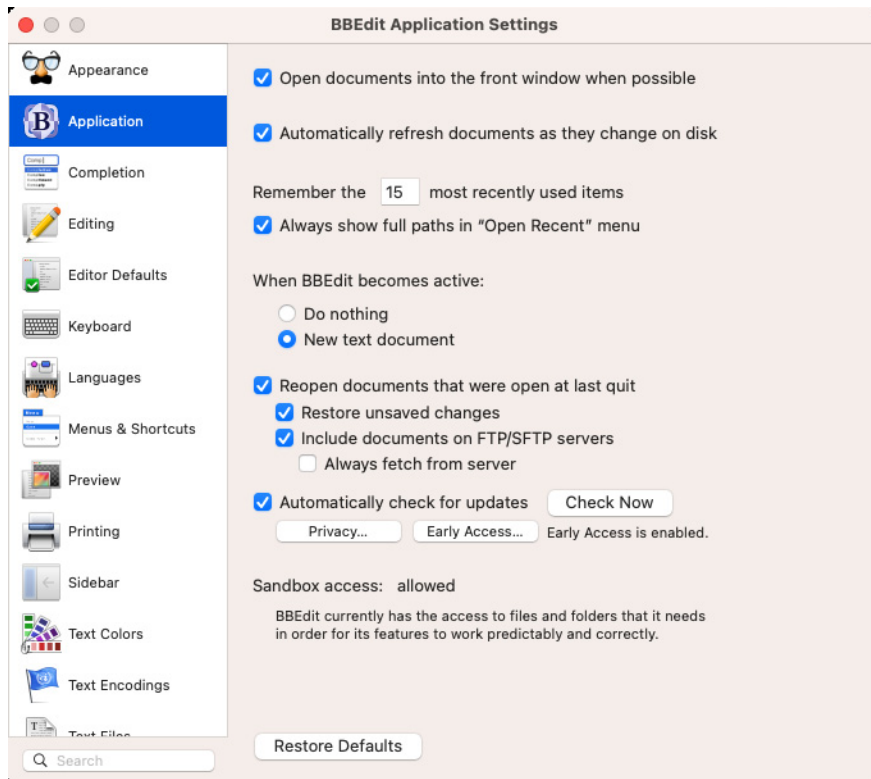 BBEdit Application Settings
Appearance
Application
Completion
Editing
Editor Defaults
Keyboard
Languages
Menus & Shortcuts
Preview
Printing
Sidebar
Text Colors
Text Encodings
Text Files
Search
Open documents into the front window when possible
Automatically refresh documents as they change on disk
Remember the 15 most recently used items
Always show full paths in “Open Recent” menu
When BBEdit becomes active:
Do nothing
New text document
Reopen documents that were open at last quit
Restore unsaved changes
Include documents on FTP/SFTP servers
Always fetch from server
Automatically check for updates Check Now
Privacy... Early Access... Early Access is enabled.
Sandbox access: allowed
BBEdit currently has the access to files and folders that it needs
in order for its features to work predictably and correctly.
Restore Defaults